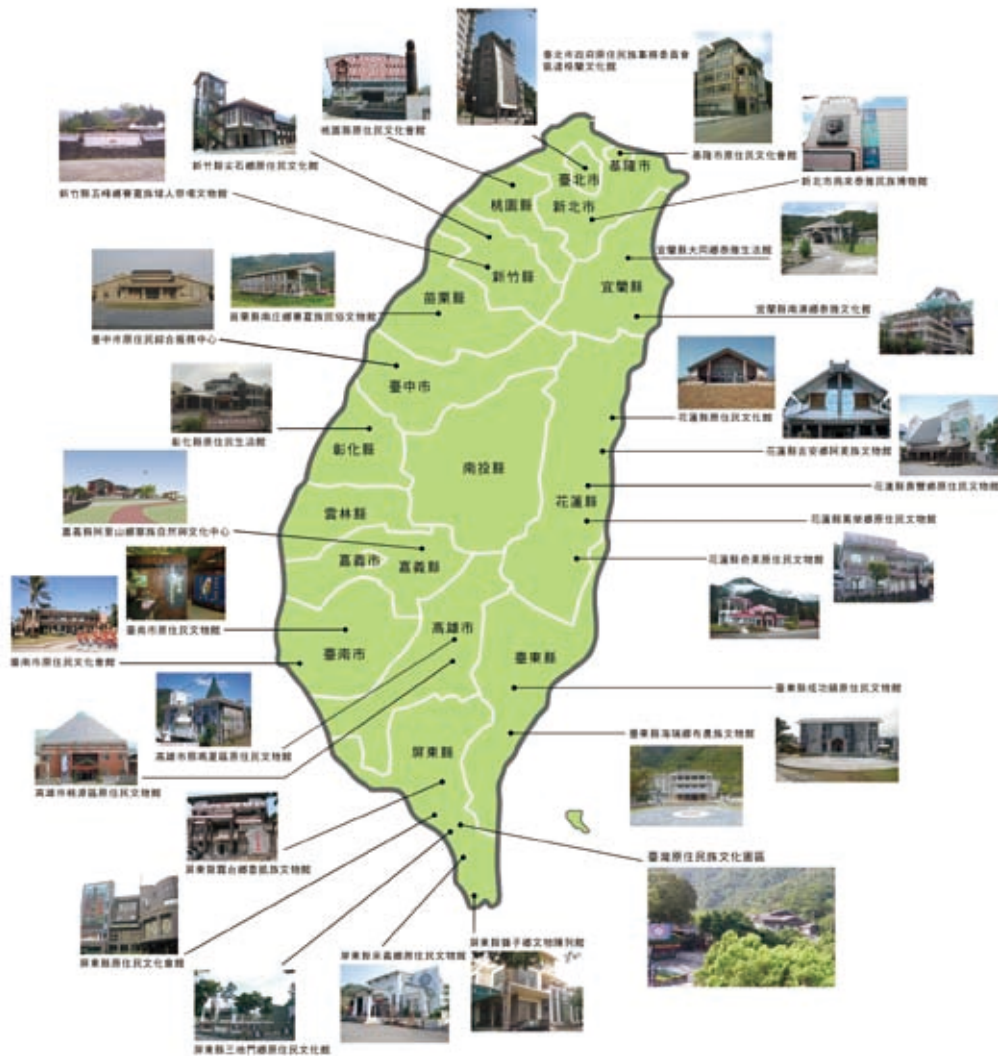 臺北市政府原住民族事務委員會
凱達格蘭文化館
桃園縣原住民文化會館
基隆市原住民文化會館
新竹縣尖石鄉原住民文化館
新北市烏來泰雅民族博物館
新竹縣五峰鄉賽夏族矮人祭場文物館
基隆市
臺北市
桃園縣
新北市
宜蘭縣大同鄉泰雅生活館
新竹縣
宜蘭縣
苗栗縣
苗栗縣南庄鄉賽夏族民俗文物館
宜蘭縣南澳鄉泰雅文化館
臺中市原住民綜合服務中心
臺中市
花蓮縣原住民文化館
彰化縣原住民生活館
彰化縣
花蓮縣吉安鄉阿美族文物館
南投縣
花蓮縣壽豐鄉原住民文物館
花蓮縣
雲林縣
花蓮縣萬榮鄉原住民文物館
嘉義縣阿里山鄉鄒族自然與文化中心
嘉義市
嘉義縣
花蓮縣奇美原住民文物館
臺南市原住民文物館
高雄市
臺南市
臺東縣
臺南市原住民文化會館
臺東縣成功鎮原住民文物館
臺東縣海端鄉布農族文物館
屏東縣
高雄市那瑪夏區原住民文物館
高雄市桃源區原住民文物館
臺灣原住民族文化園區
屏東縣霧台鄉魯凱族文物館
屏東縣獅子鄉文物陳列館
屏東縣原住民文化會館
屏東縣來義鄉原住民文物館
屏東縣三地門鄉原住民文化館